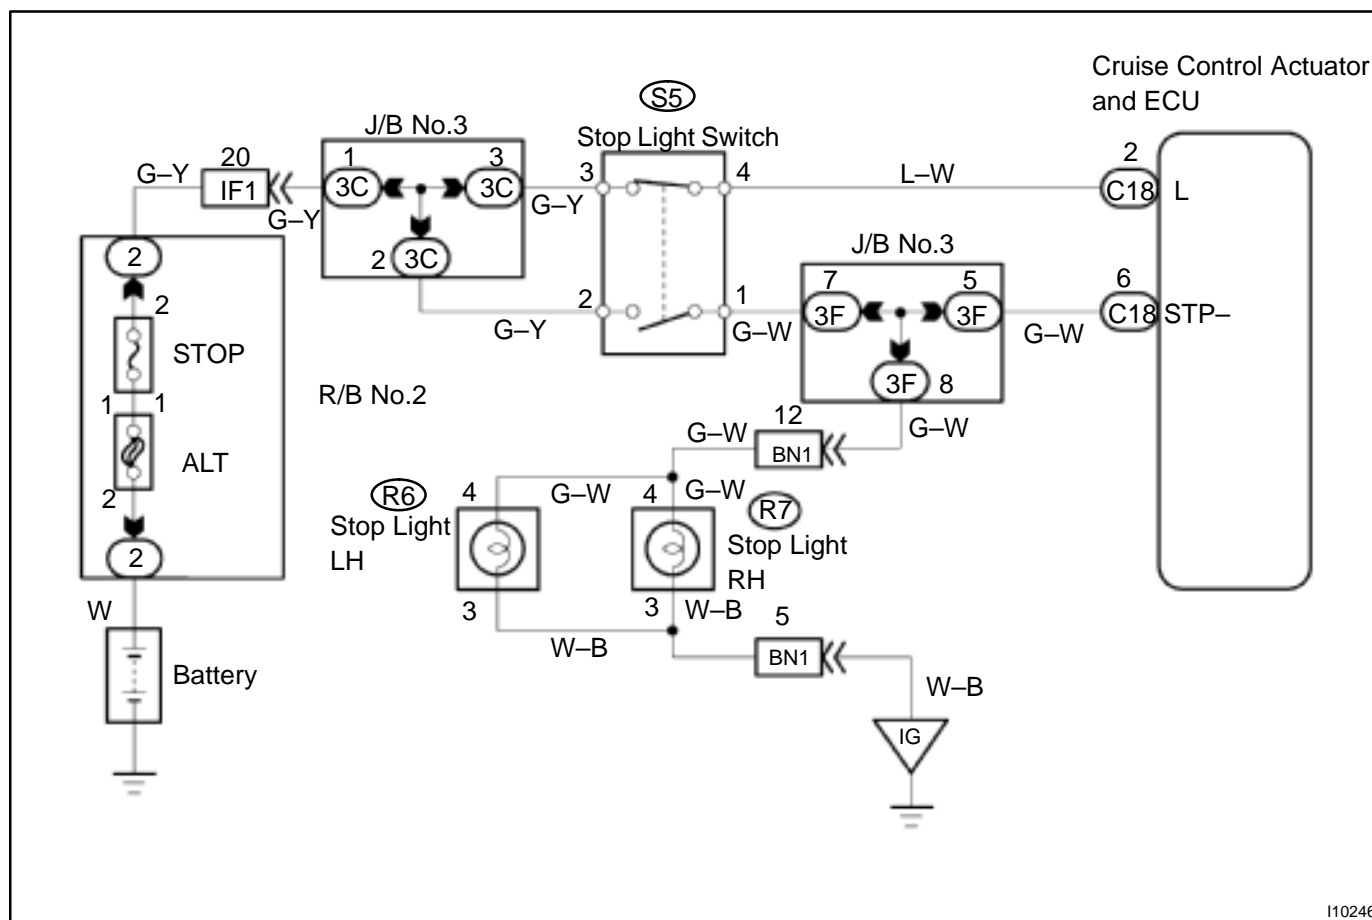 Cruise Control Actuator
and ECU
S5
Stop Light Switch
J/B No.3
20
IF1
G–Y
G–Y
1
3C
3
3C
2
3C
G–Y
3
4
L–W
2
C18
L
J/B No.3
2
1
G–Y
G–W
7
3F
5
3F
3F
8
G–W
6
C18
STP–
2
2
STOP
1
1
R/B No.2
ALT
2
2
W
Battery
G–W
12
BN1
G–W
R6
Stop Light
LH
4
G–W
4
G–W
R7
Stop Light
RH
3
3
W–B
W–B
5
BN1
W–B
IG
I10246